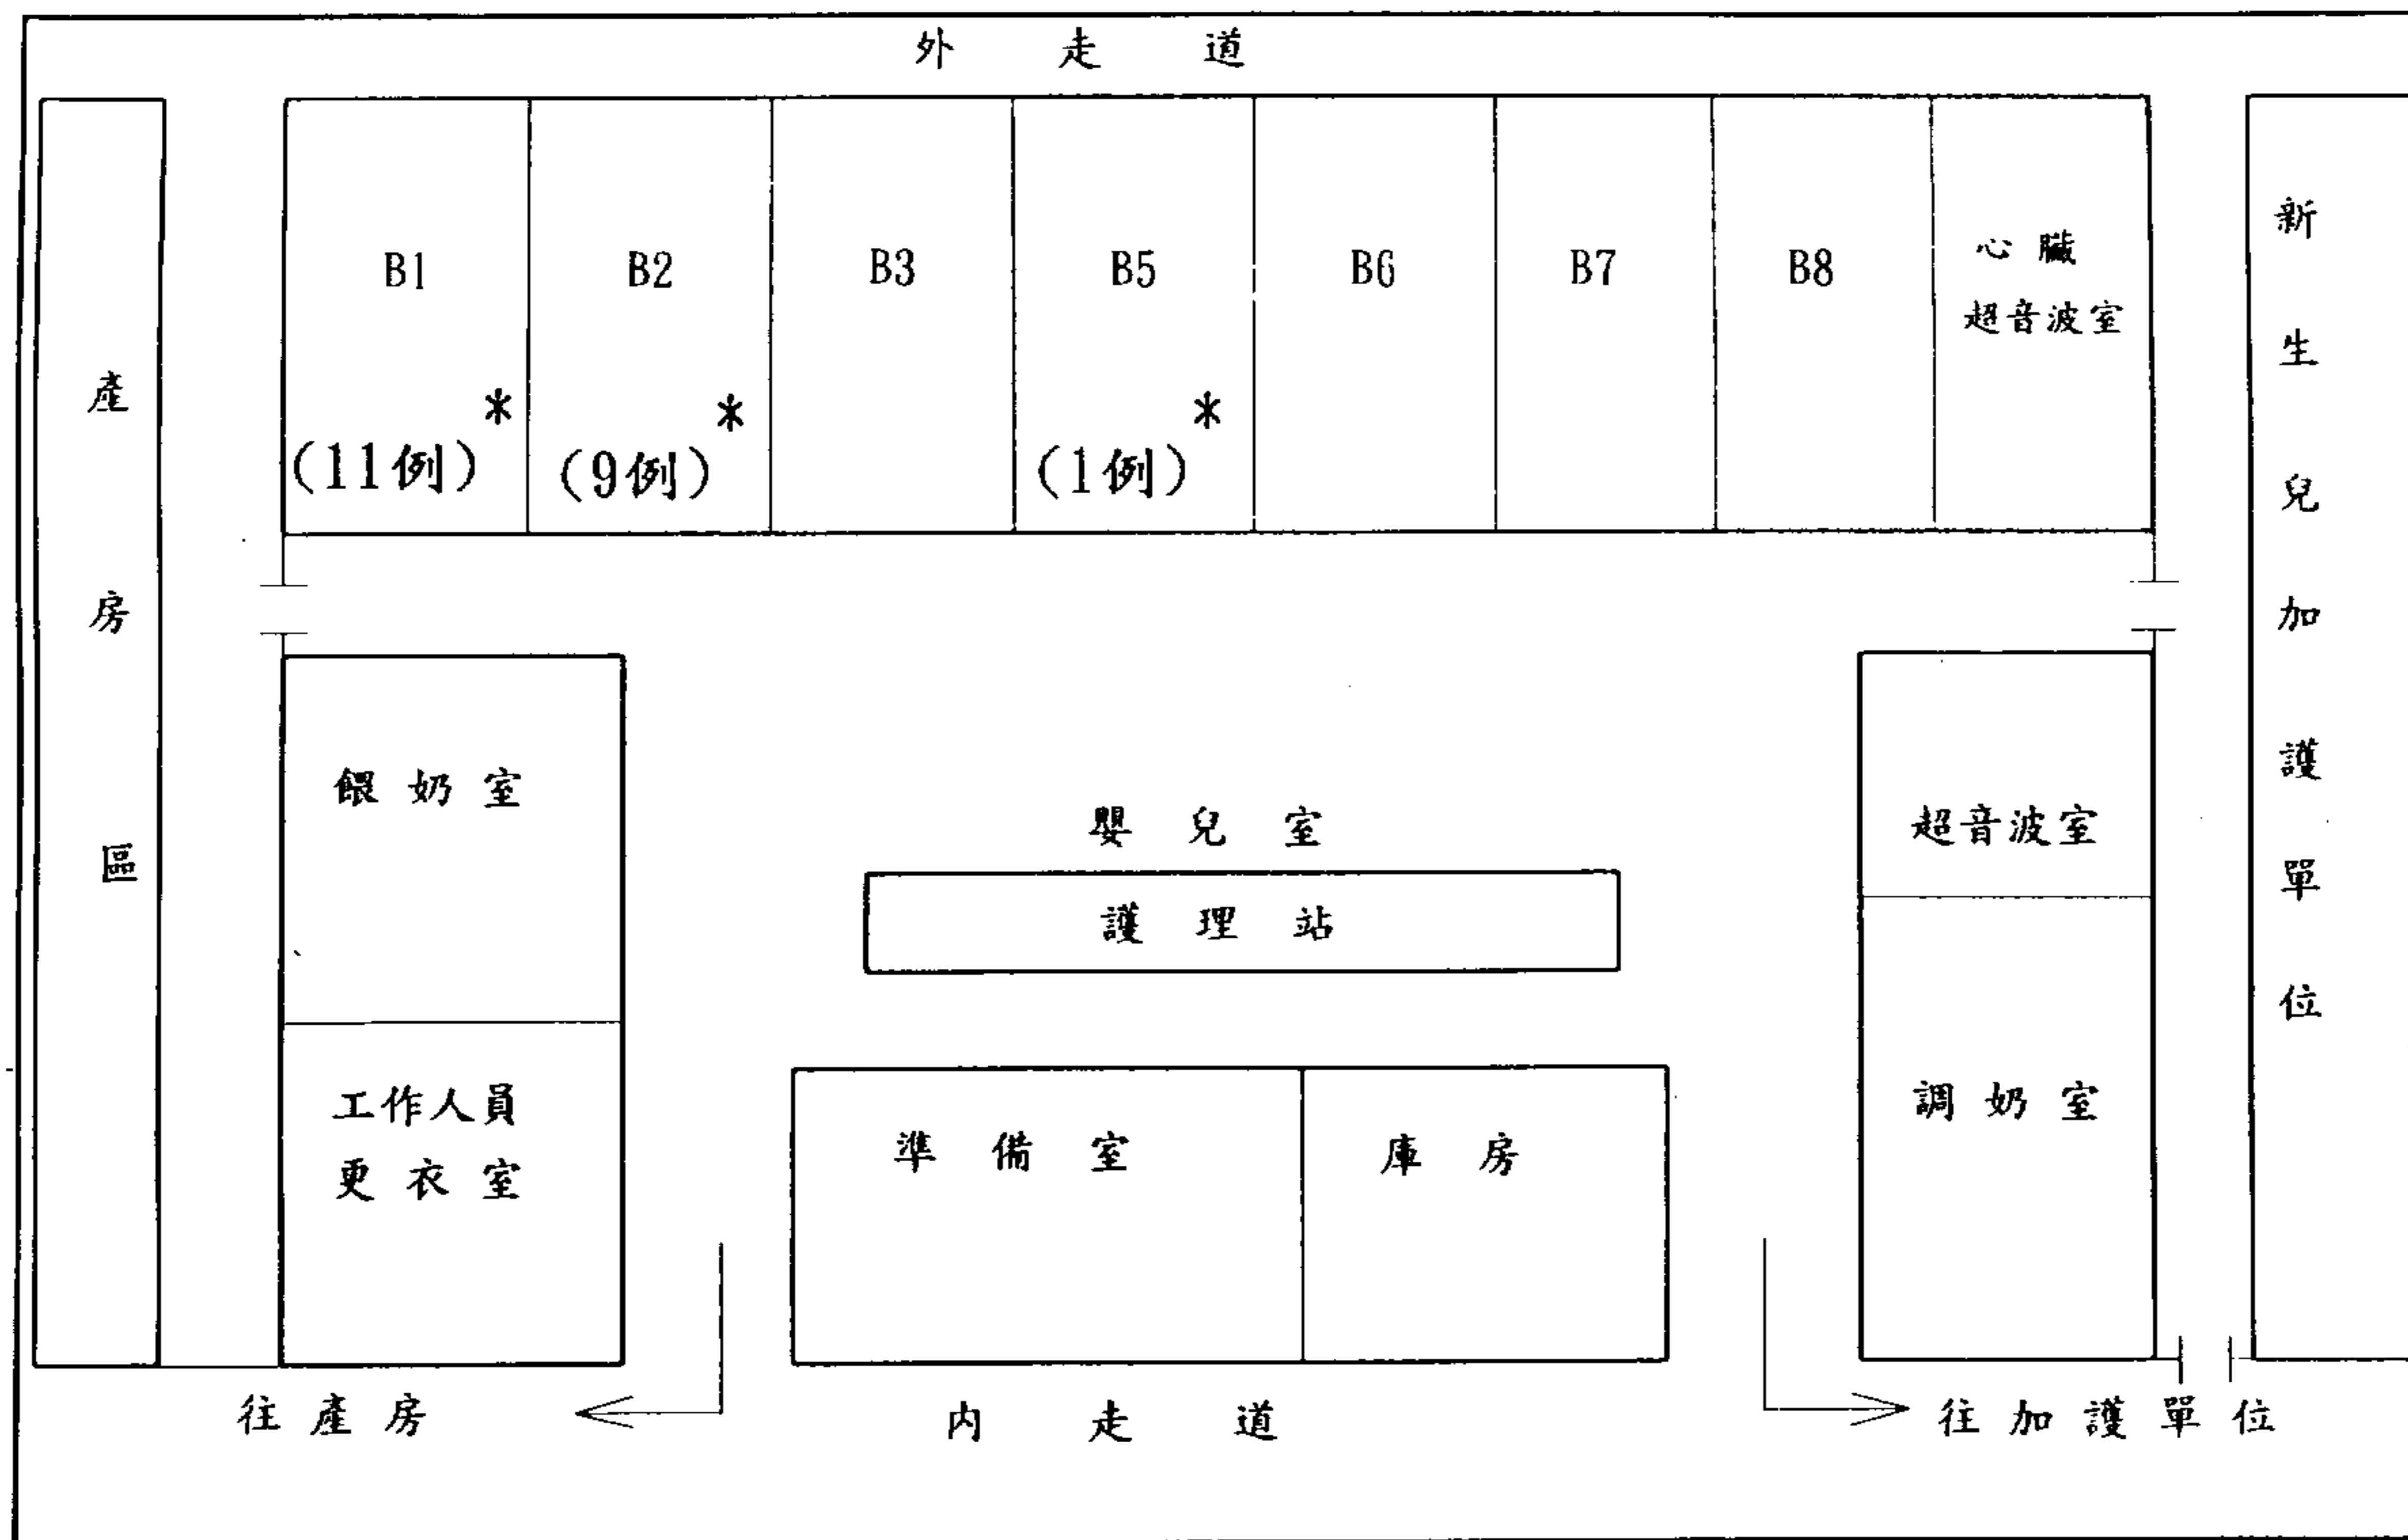 外走道
產房區
B1
B2
B3
B5
B6
B7
B8
心臟
超音波室
新生兒加護單位
*
*
*
(11例)
(9例)
(1例)
餵奶室
嬰兒室
護理站
超音波室
工作人員
更衣室
準備室
庫房
調奶室
往產房
內走道
往加護單位